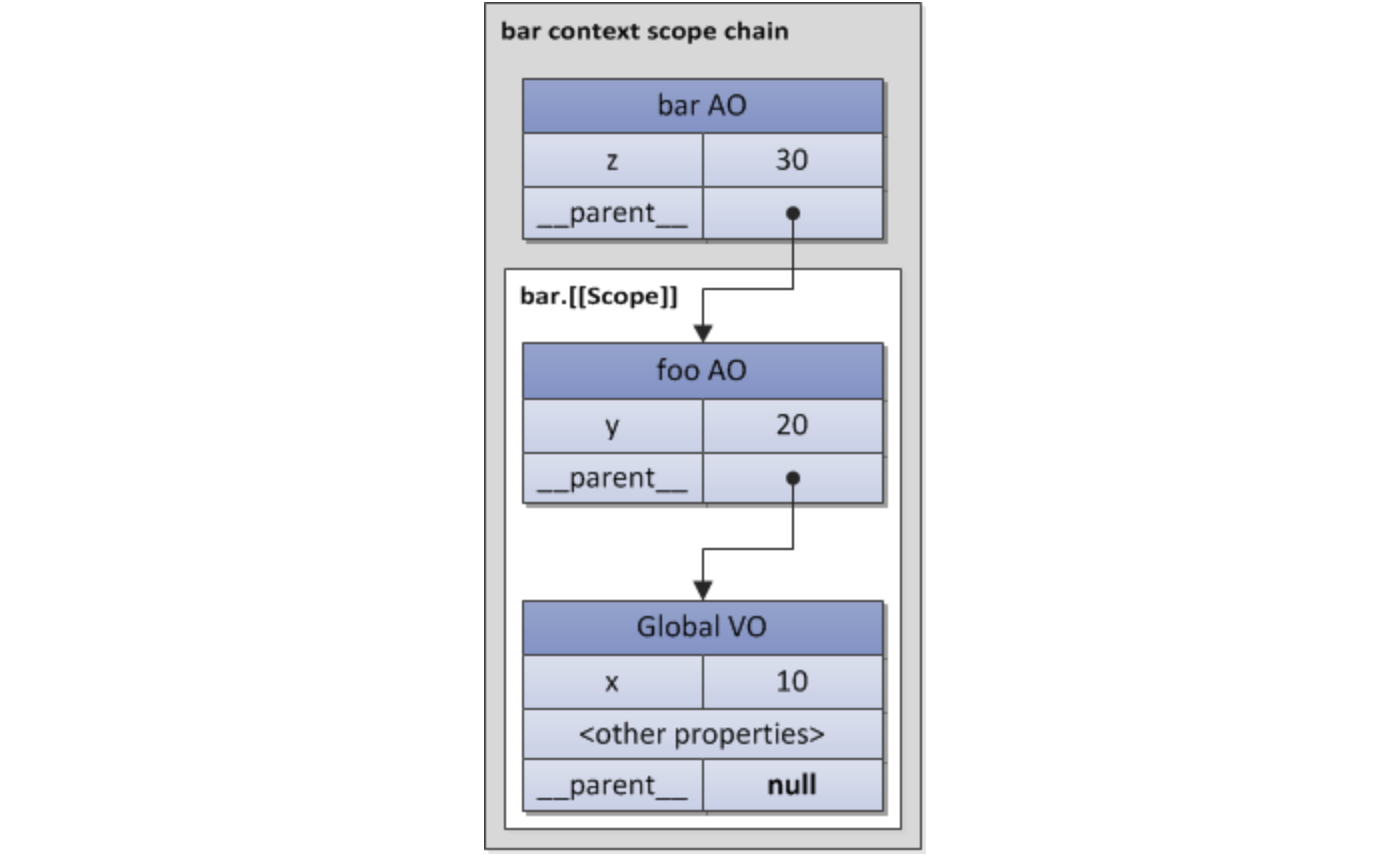 bar context scope chain
bar AO
z 30
__parent__
bar.[[Scope]]
foo AO
y 20
__parent__
Global VO
x 10
<other properties>
__parent__ null